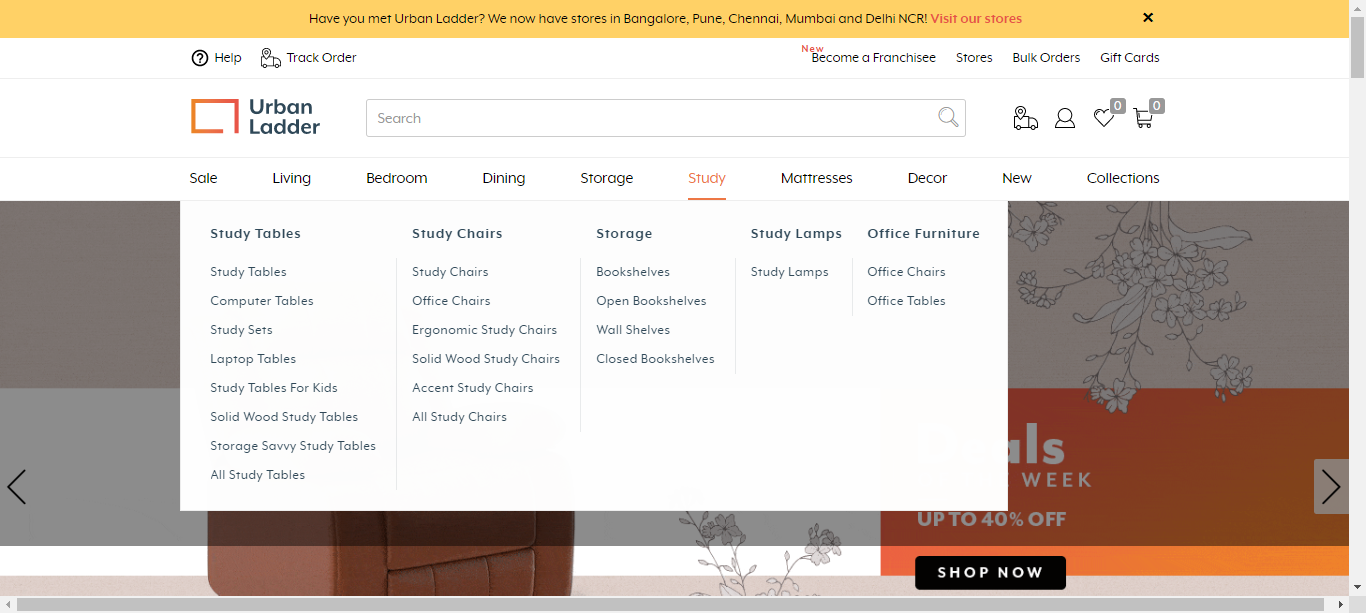 Have you met Urban Ladder? We now have stores in Bangalore, Pune, Chennai, Mumbai and Delhi NCR! Visit our stores
Help
Track Order
New
Become a Franchisee
Stores
Bulk Orders
Gift Cards
Urban
Ladder
Search
0
0
Sale
Living
Bedroom
Dining
Storage
Study
Mattresses
Decor
New
Collections
Study Tables
Study Tables
Computer Tables
Study Sets
Laptop Tables
Study Tables For Kids
Solid Wood Study Tables
Storage Savvy Study Tables
All Study Tables
Study Chairs
Study Chairs
Office Chairs
Ergonomic Study Chairs
Solid Wood Study Chairs
Accent Study Chairs
All Study Chairs
Storage
Bookshelves
Open Bookshelves
Wall Shelves
Closed Bookshelves
Study Lamps
Study Lamps
Office Furniture
Office Chairs
Office Tables
Deals
WEEK
UP TO 40% OFF
SHOP NOW